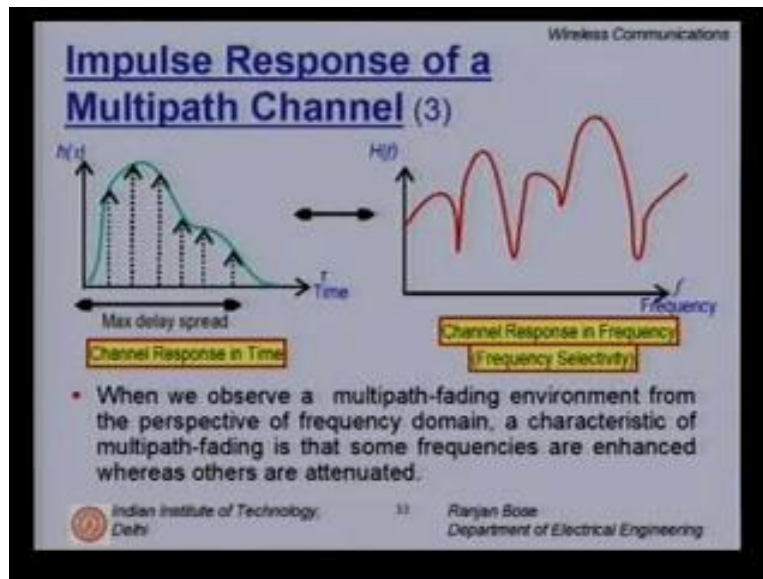 Wireless Communications
Impulse Response of a
Multipath Channel (3)
h(τ)
H(f)
τ
Time
f
Frequency
Max delay spread
Channel Response in Time
Channel Response in Frequency
(Frequency Selectivity)
• When we observe a multipath-fading environment from
the perspective of frequency domain, a characteristic of
multipath-fading is that some frequencies are enhanced
whereas others are attenuated.
Indian Institute of Technology,
Delhi
33
Ranjan Bose
Department of Electrical Engineering